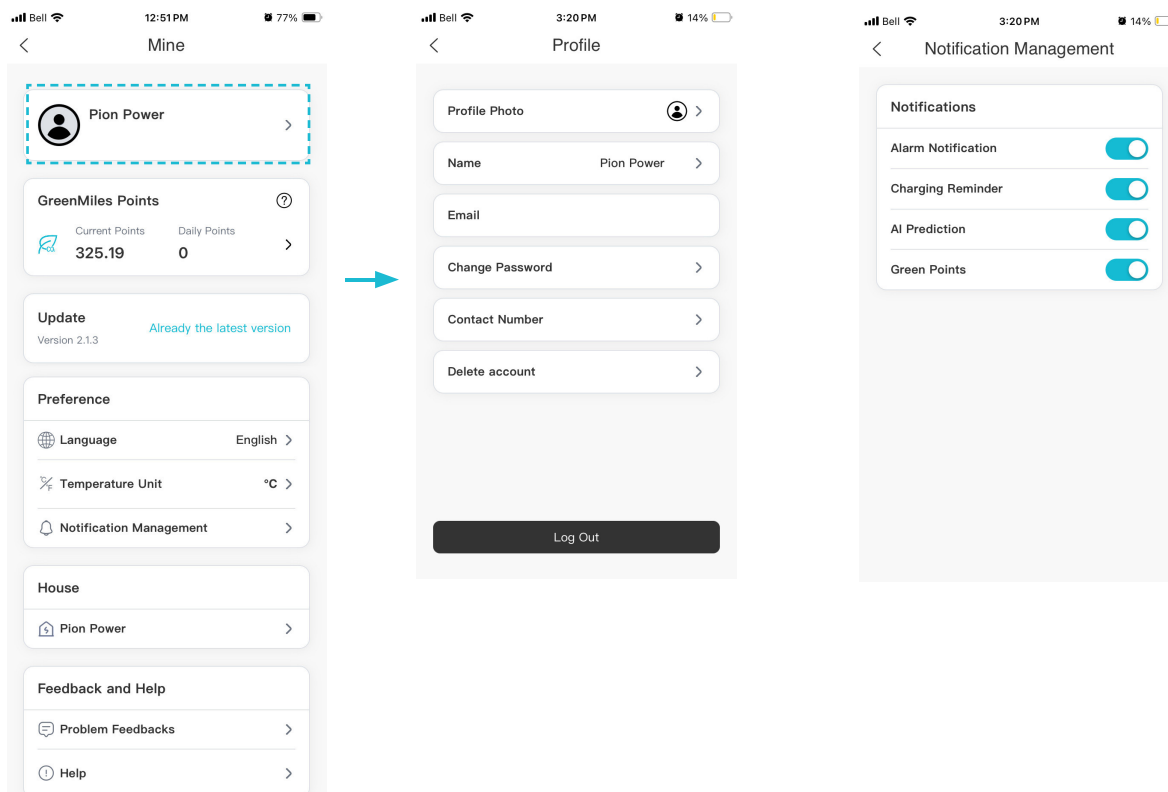 Bell 12:51 PM 77%
Mine
Pion Power
GreenMiles Points ?
Current Points Daily Points
CO₂ 325.19 0
Update
Already the latest version
Version 2.1.3
Preference
Language English
°C/°F Temperature Unit °C
Notification Management
House
Pion Power
Feedback and Help
Problem Feedbacks
Help
Bell 3:20 PM 14%
Profile
Profile Photo
Name Pion Power
Email
Change Password
Contact Number
Delete account
Log Out
Bell 3:20 PM 14%
Notification Management
Notifications
Alarm Notification
Charging Reminder
AI Prediction
Green Points